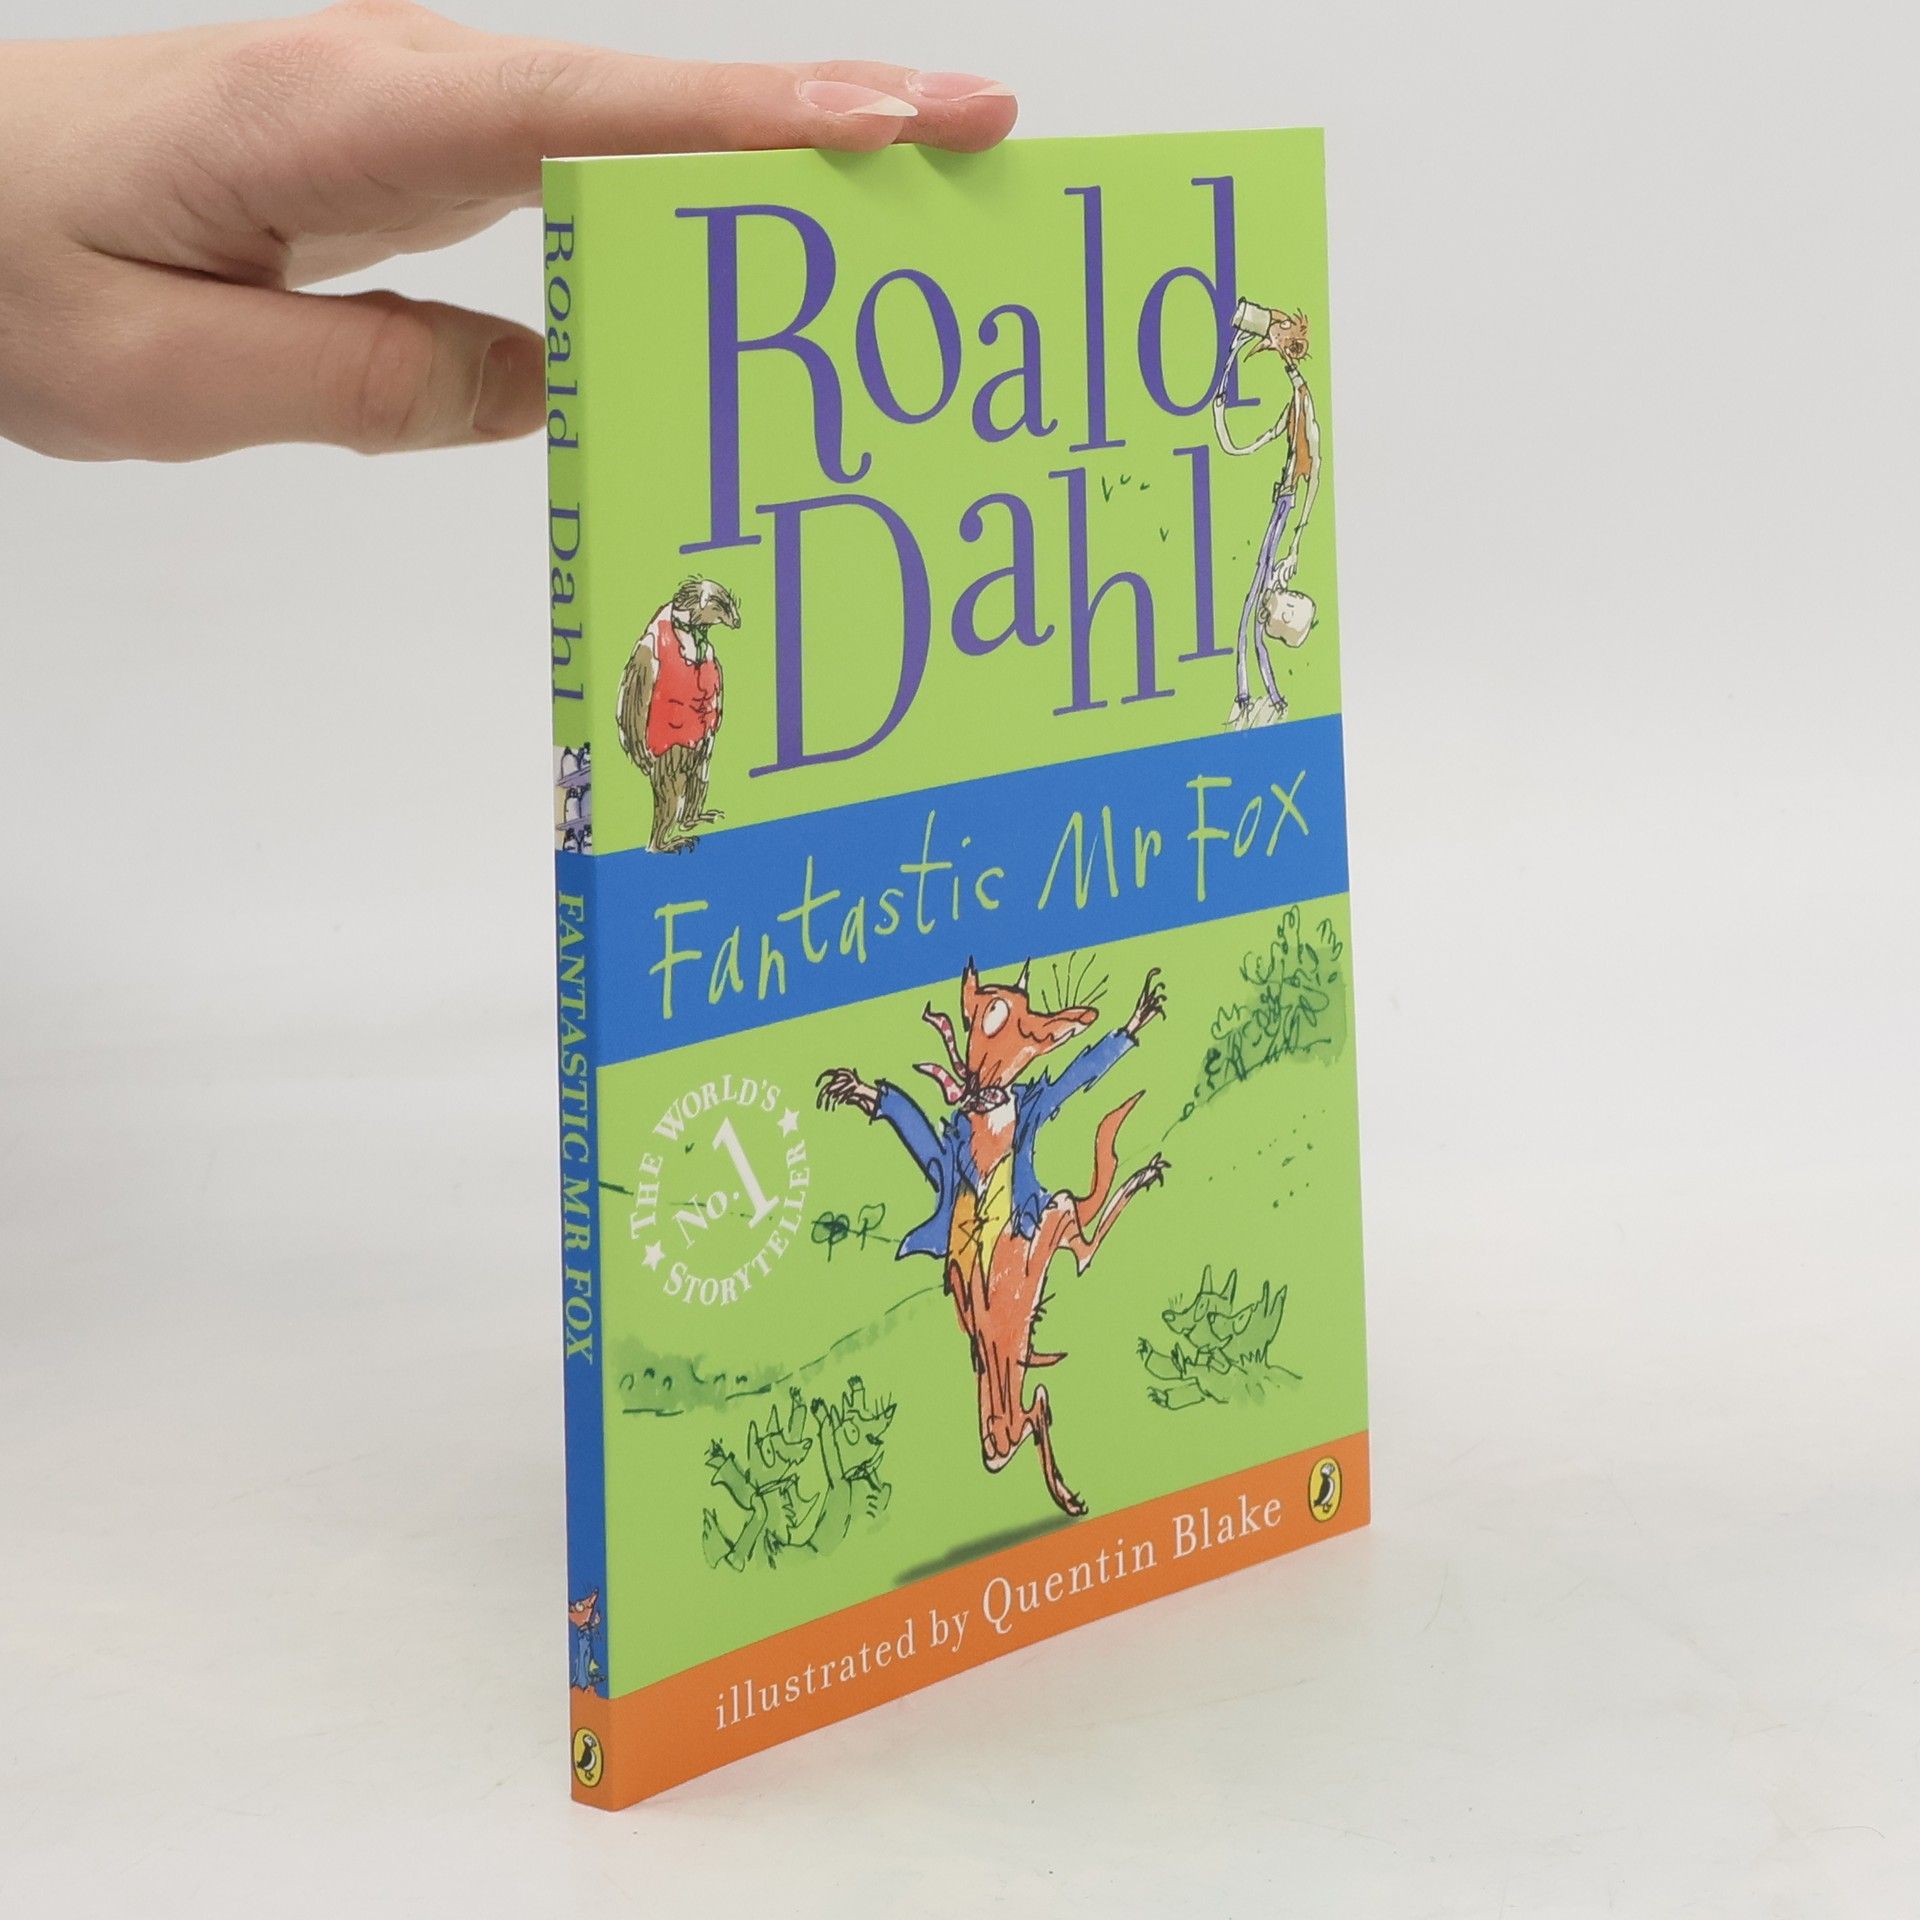 Roald Dahl
FANTASTIC MR FOX
Roald
Dahl
Fantastic Mr Fox
THE WORLD'S
No. 1
STORYTELLER
illustrated by Quentin Blake